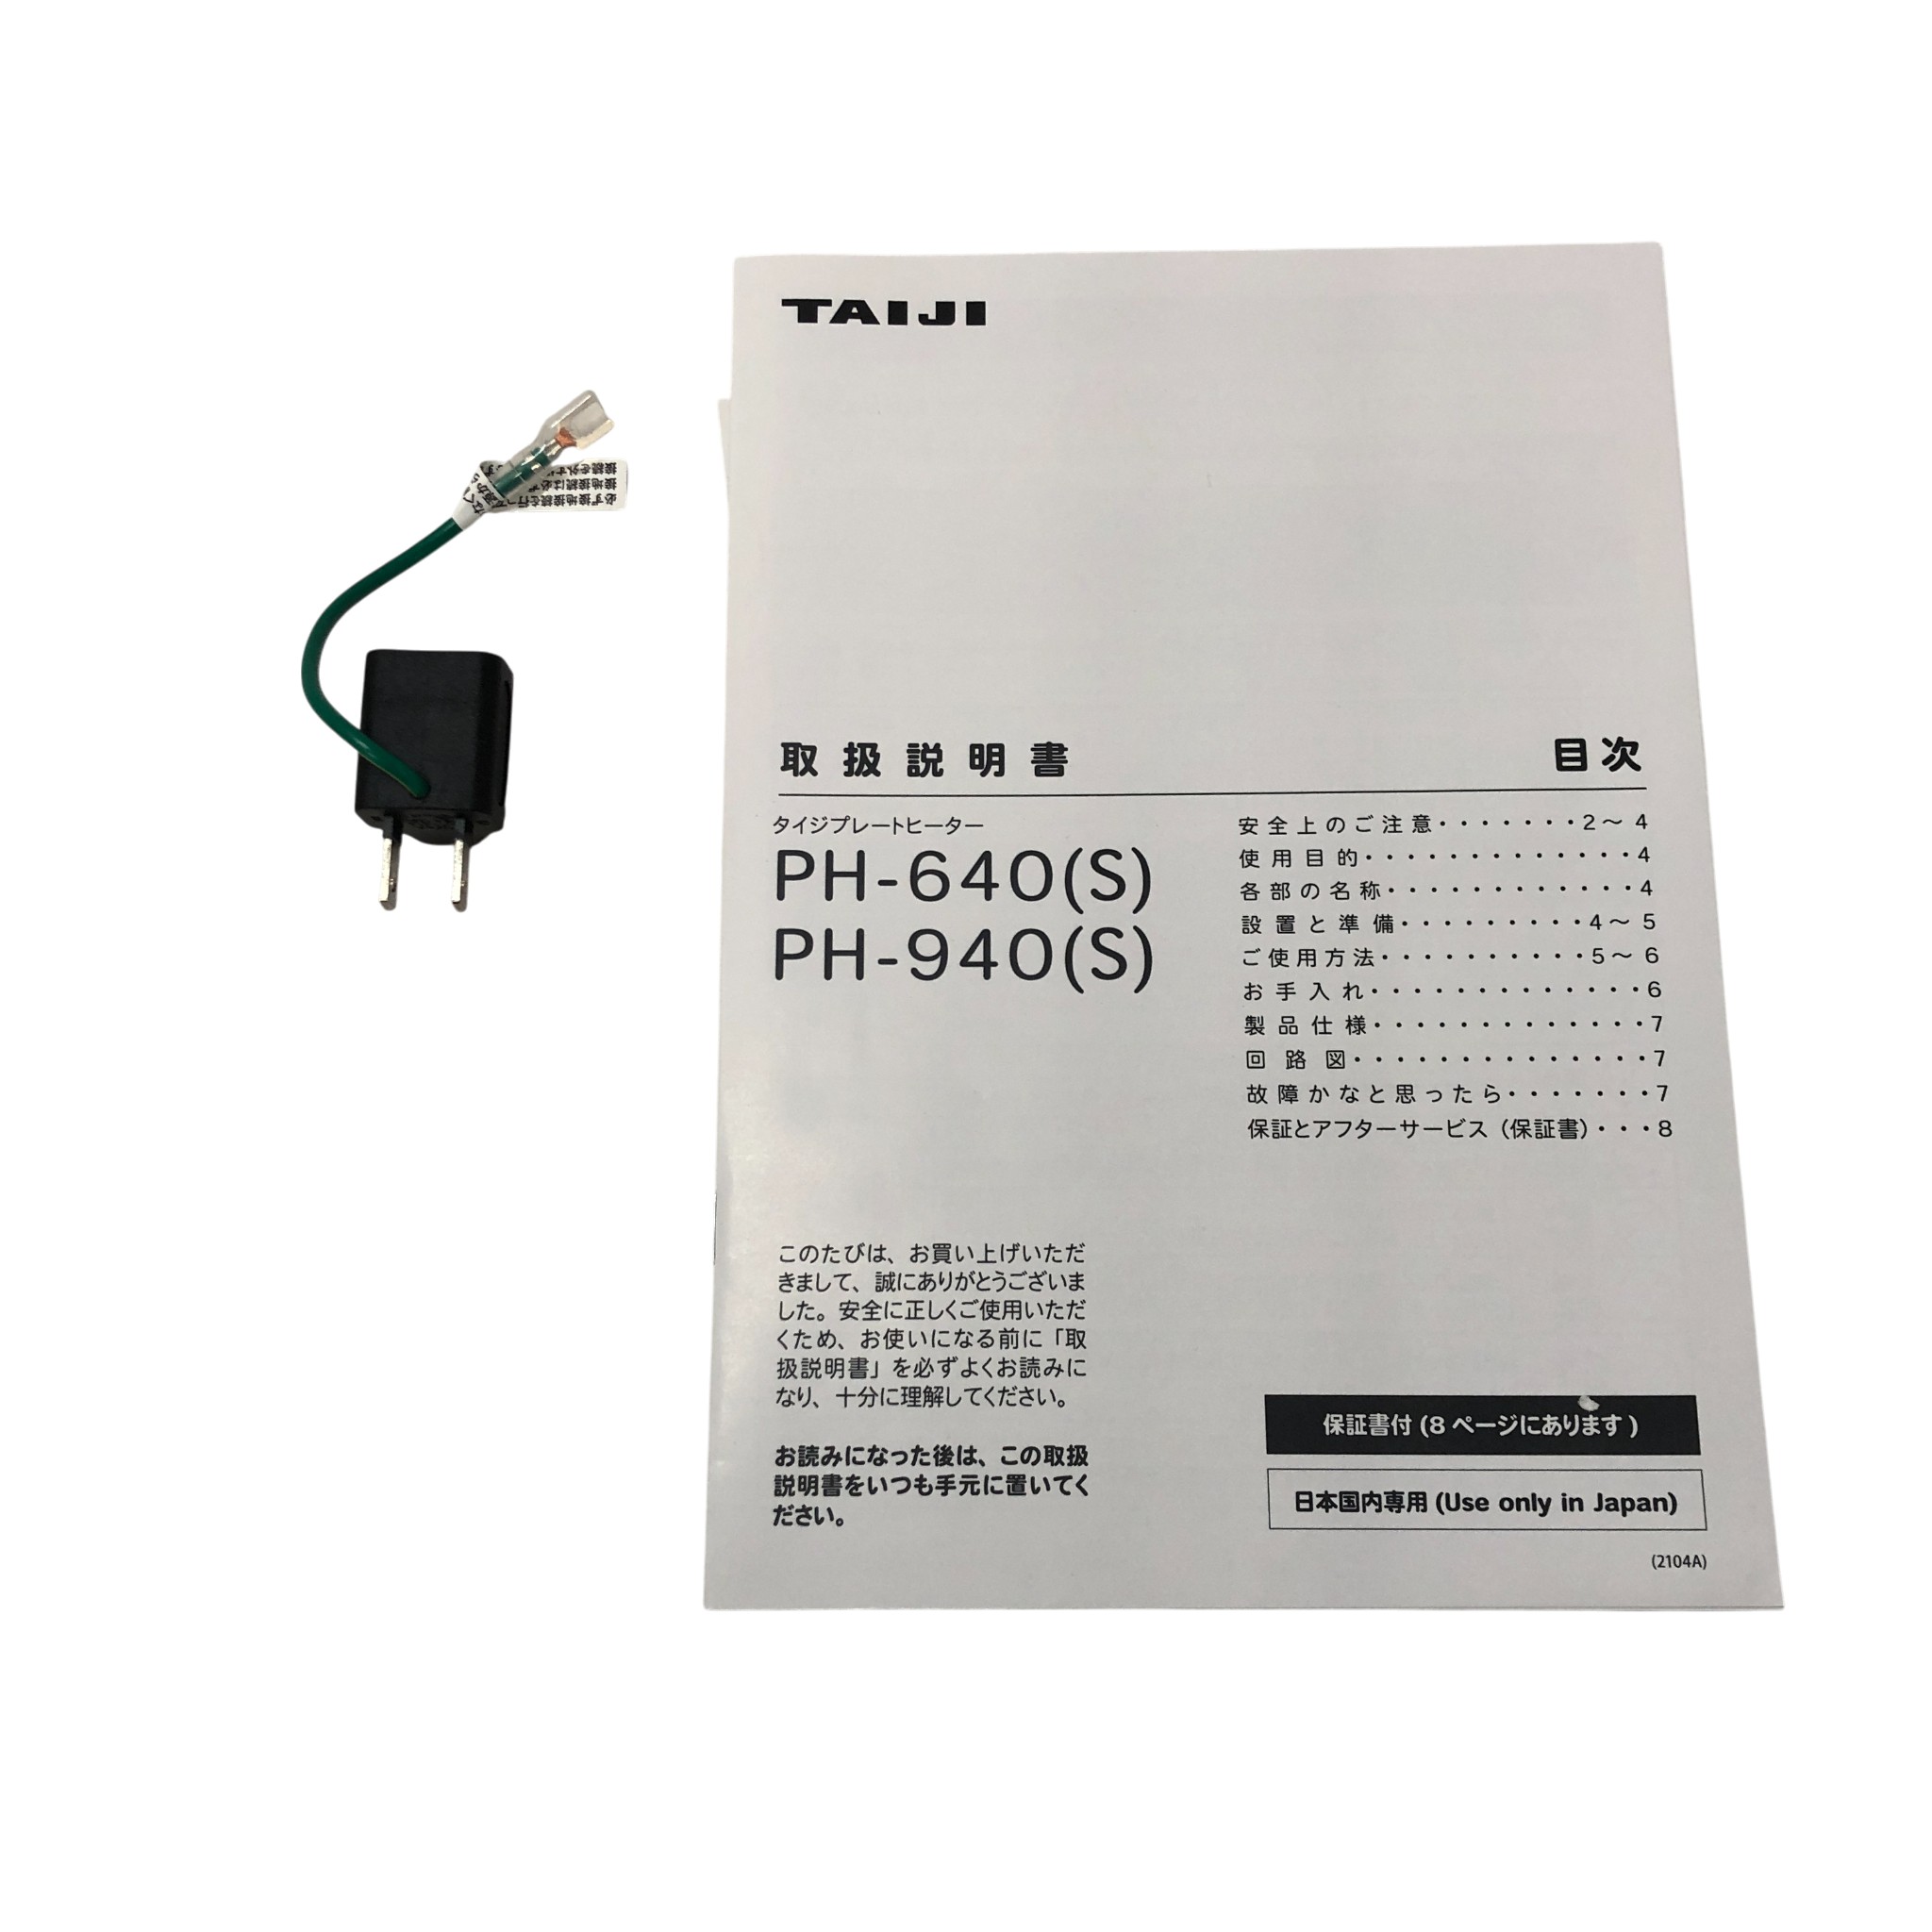 TAIJI
取扱説明書
目次
タイジプレートヒーター
PH-640(S)
PH-940(S)
安全上のご注意・・・・・・・2～4
使用目的・・・・・・・・・・・・・4
各部の名称・・・・・・・・・・・・4
設置と準備・・・・・・・・・4～5
ご使用方法・・・・・・・・・・5～6
お手入れ・・・・・・・・・・・・・6
製品仕様・・・・・・・・・・・・・7
回路図・・・・・・・・・・・・・・7
故障かなと思ったら・・・・・・・7
保証とアフターサービス（保証書）・・・8
このたびは、お買い上げいただ
きまして、誠にありがとうございま
した。安全に正しくご使用いただ
くため、お使いになる前に「取
扱説明書」を必ずよくお読みに
なり、十分に理解してください。
お読みになった後は、この取扱
説明書をいつも手元に置いてく
ださい。
保証書付(8ページにあります)
日本国内専用(Use only in Japan)
(2104A)